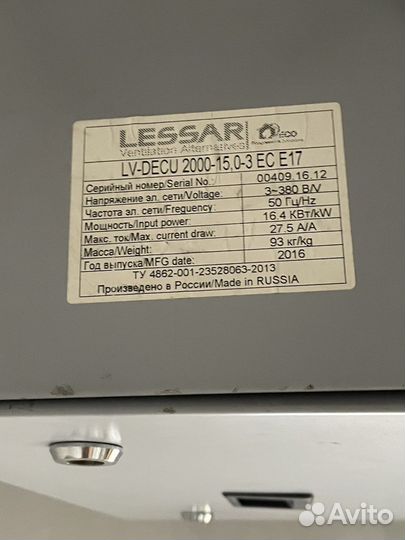 LESSAR
Ventilation Alternatives
ECO
LV-DECU 2000-15,0-3 EC E17
Серийный номер/Serial No.: 00409.16.12
Напряжение эл. сети/Voltage: 3~380 В/V
Частота эл. сети/Freguency: 50 Гц/Hz
Мощность/Input power: 16.4 КВт/kW
Макс. ток/Max. current draw: 27.5 A/A
Масса/Weight: 93 кг/kg
Год выпуска/MFG date: 2016
ТУ 4862-001-23528063-2013
Произведено в России/Made in RUSSIA
Avito